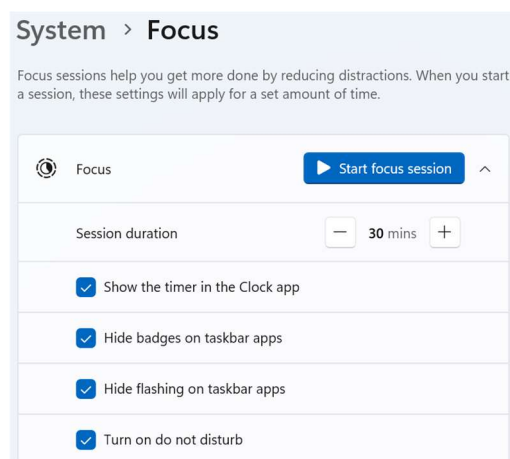 System > Focus
Focus sessions help you get more done by reducing distractions. When you start
a session, these settings will apply for a set amount of time.
Focus
Start focus session
Session duration
30 mins
Show the timer in the Clock app
Hide badges on taskbar apps
Hide flashing on taskbar apps
Turn on do not disturb